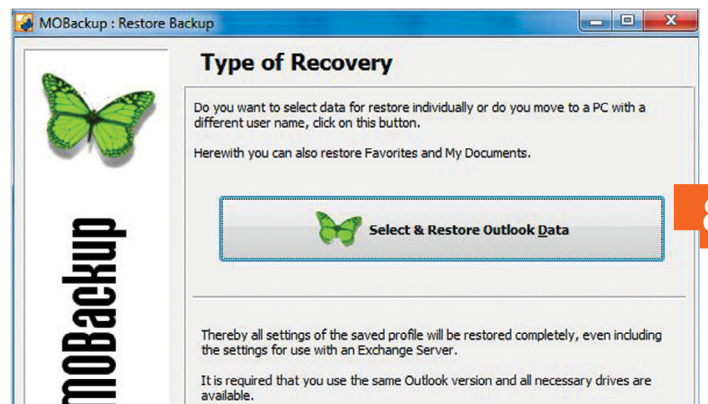 MOBackup : Restore Backup
Type of Recovery
Do you want to select data for restore individually or do you move to a PC with a
different user name, click on this button.
Herewith you can also restore Favorites and My Documents.
Select & Restore Outlook Data
MOBackup
Thereby all settings of the saved profile will be restored completely, even including
the settings for use with an Exchange Server.
It is required that you use the same Outlook version and all necessary drives are
available.